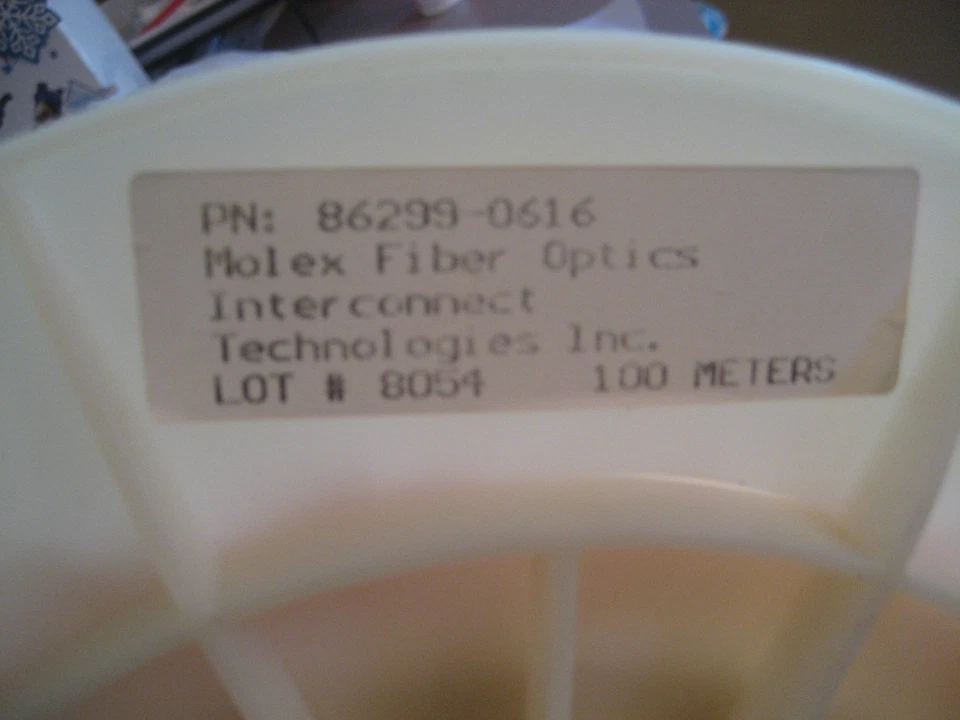 PN: 86299-0616
Molex Fiber Optics
Interconnect
Technologies Inc.
LOT # 8054 100 METERS